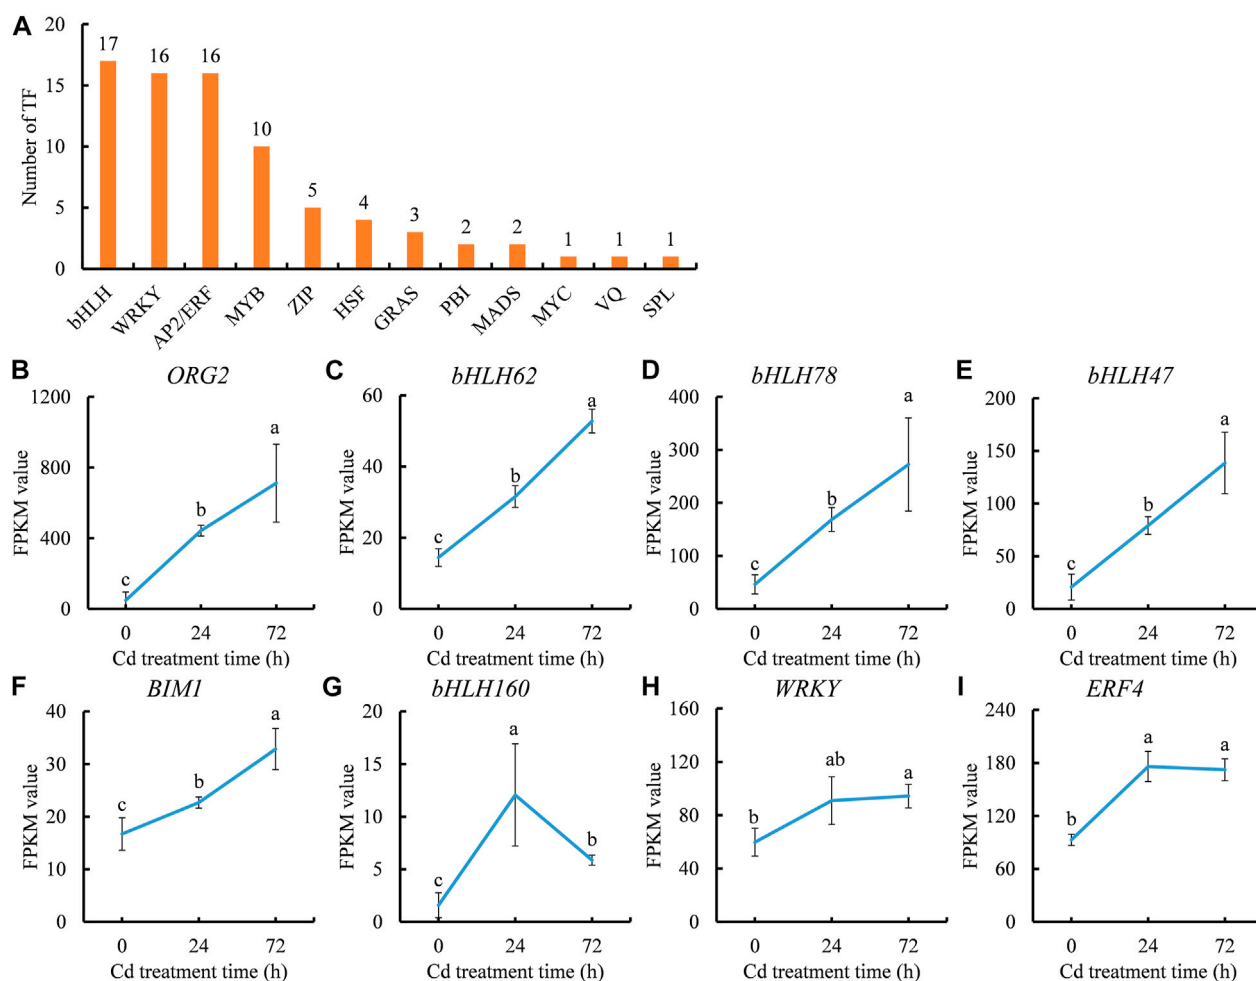 A
Number of TF
20
15
10
5
0
17
16
16
10
5
4
3
2
2
1
1
1
bHLH
WRKY
AP2/ERF
MYB
ZIP
HSF
GRAS
PBI
MADS
MYC
VQ
SPL
B
ORG2
FPKM value
1200
800
400
0
c
b
a
0 24 72
Cd treatment time (h)
C
bHLH62
FPKM value
60
40
20
0
c
b
a
0 24 72
Cd treatment time (h)
D
bHLH78
FPKM value
400
300
200
100
0
c
b
a
0 24 72
Cd treatment time (h)
E
bHLH47
FPKM value
200
150
100
50
0
c
b
a
0 24 72
Cd treatment time (h)
F
BIM1
FPKM value
40
30
20
10
0
c
b
a
0 24 72
Cd treatment time (h)
G
bHLH160
FPKM value
20
15
10
5
0
c
a
b
0 24 72
Cd treatment time (h)
H
WRKY
FPKM value
160
120
80
40
0
b
ab
a
0 24 72
Cd treatment time (h)
I
ERF4
FPKM value
240
180
120
60
0
b
a
a
0 24 72
Cd treatment time (h)